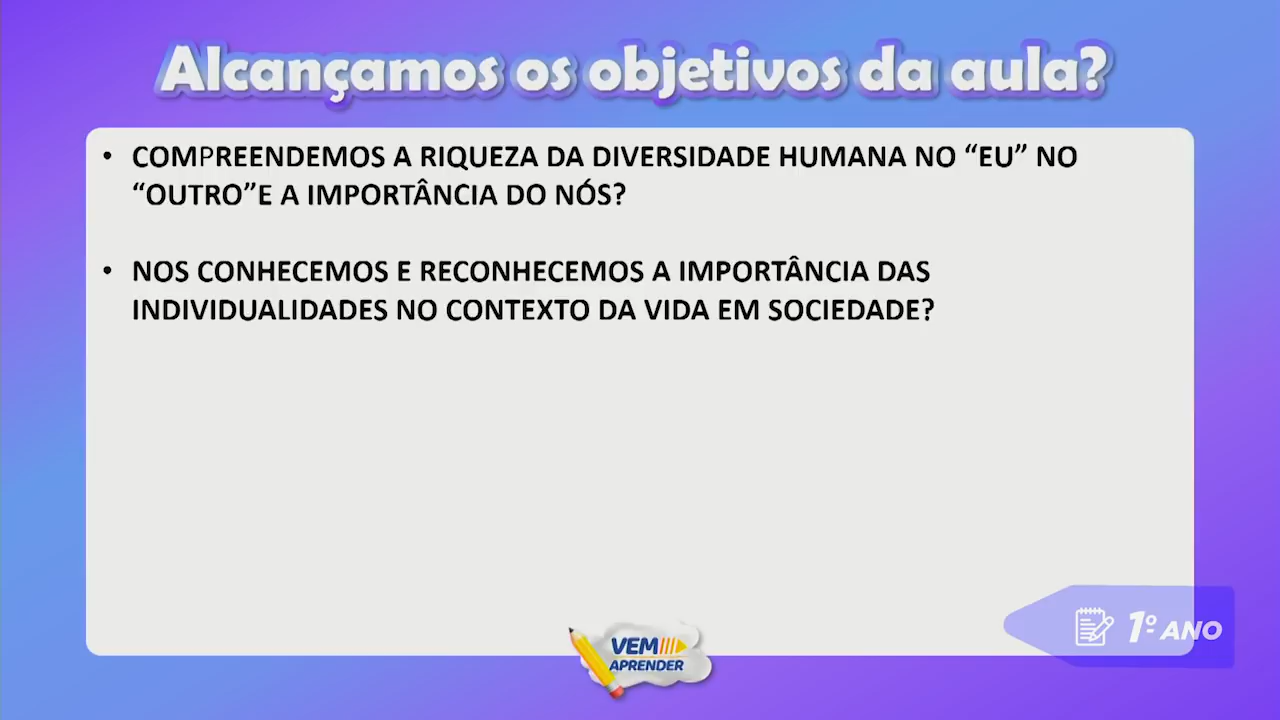 Alcançamos os objetivos da aula?
• COMPREENDEMOS A RIQUEZA DA DIVERSIDADE HUMANA NO “EU” NO
“OUTRO”E A IMPORTÂNCIA DO NÓS?
• NOS CONHECEMOS E RECONHECEMOS A IMPORTÂNCIA DAS
INDIVIDUALIDADES NO CONTEXTO DA VIDA EM SOCIEDADE?
1º ANO
VEM
APRENDER